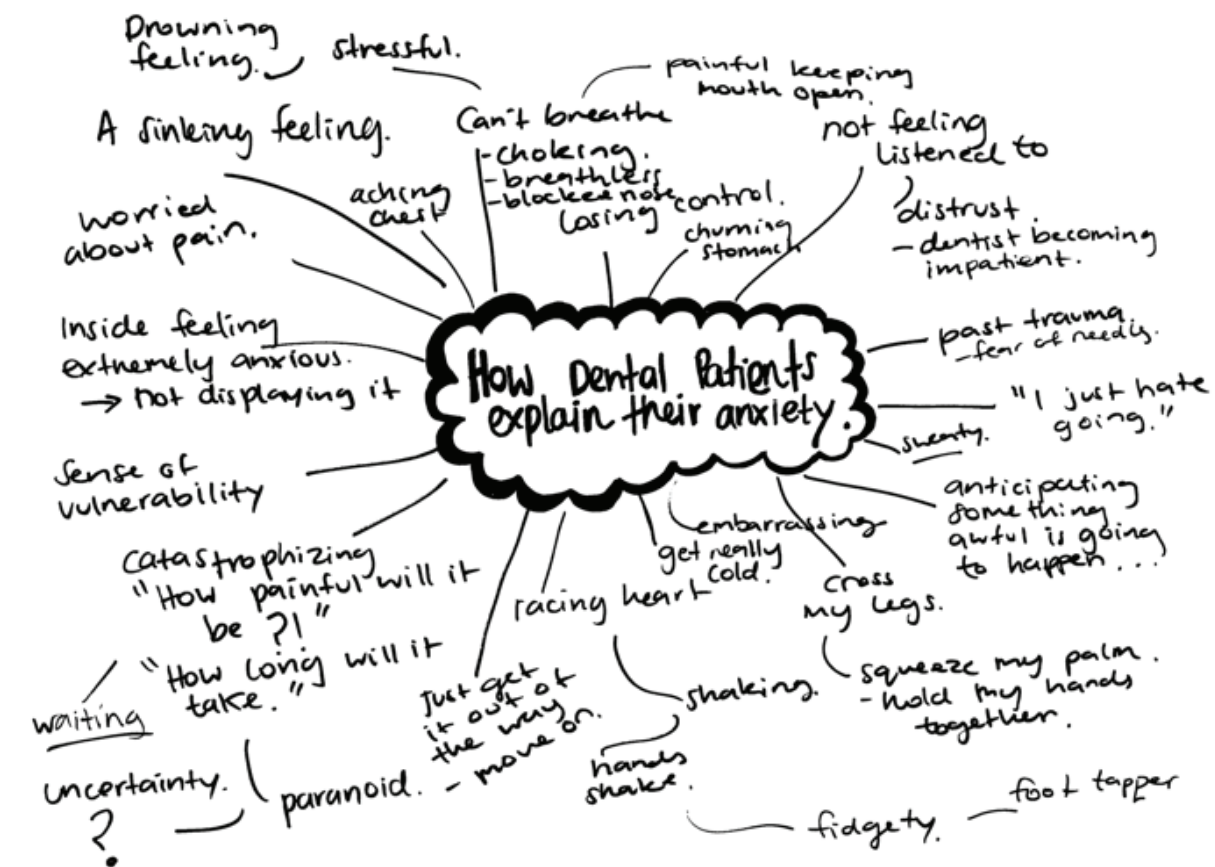 How Dental Patients
explain their anxiety.
Drowning
feeling.
stressful.
Can't breathe
- choking.
- breathless
- blocked nose
painful keeping
mouth open.
A sinking feeling.
aching
chest
losing control.
churning
stomach
not feeling
listened to
distrust.
- dentist becoming
impatient.
worried
about pain.
Inside feeling
extremely anxious.
→ not displaying it
past trauma
- fear of needles.
"I just hate
going."
sweaty.
Sense of
vulnerability
anticipating
something
awful is going
to happen...
catastrophizing
"How painful will it
be ?!"
"How long will it
take."
waiting
uncertainty.
?
paranoid.
just get
it out of
the way
- move on.
racing heart
embarrassing
get really
cold.
cross
my legs.
squeeze my palm.
- hold my hands
together.
shaking.
hands
shake.
fidgety.
foot tapper